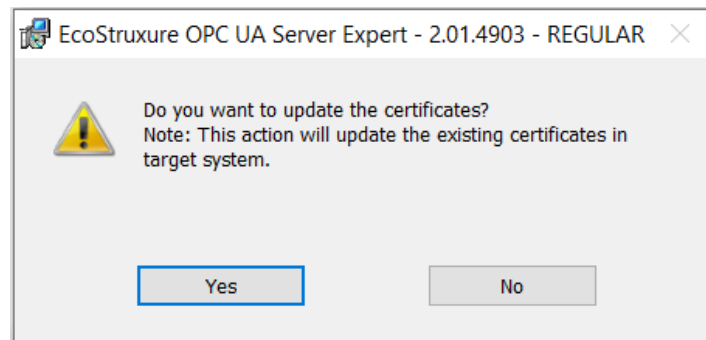 EcoStruxure OPC UA Server Expert - 2.01.4903 - REGULAR
Do you want to update the certificates?
Note: This action will update the existing certificates in
target system.
Yes
No